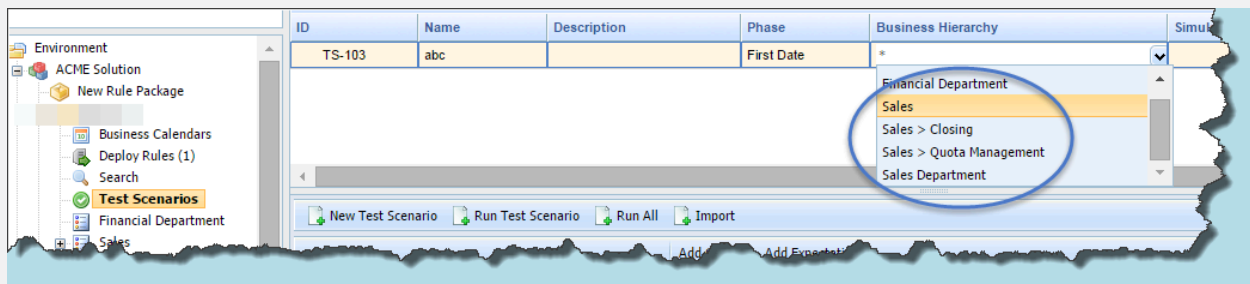 ID Name Description Phase Business Hierarchy
TS-103 abc First Date *
Financial Department
Sales
Sales > Closing
Sales > Quota Management
Sales Department
Environment
ACME Solution
New Rule Package
Business Calendars
Deploy Rules (1)
Search
Test Scenarios
Financial Department
Sales
New Test Scenario Run Test Scenario Run All Import
Add